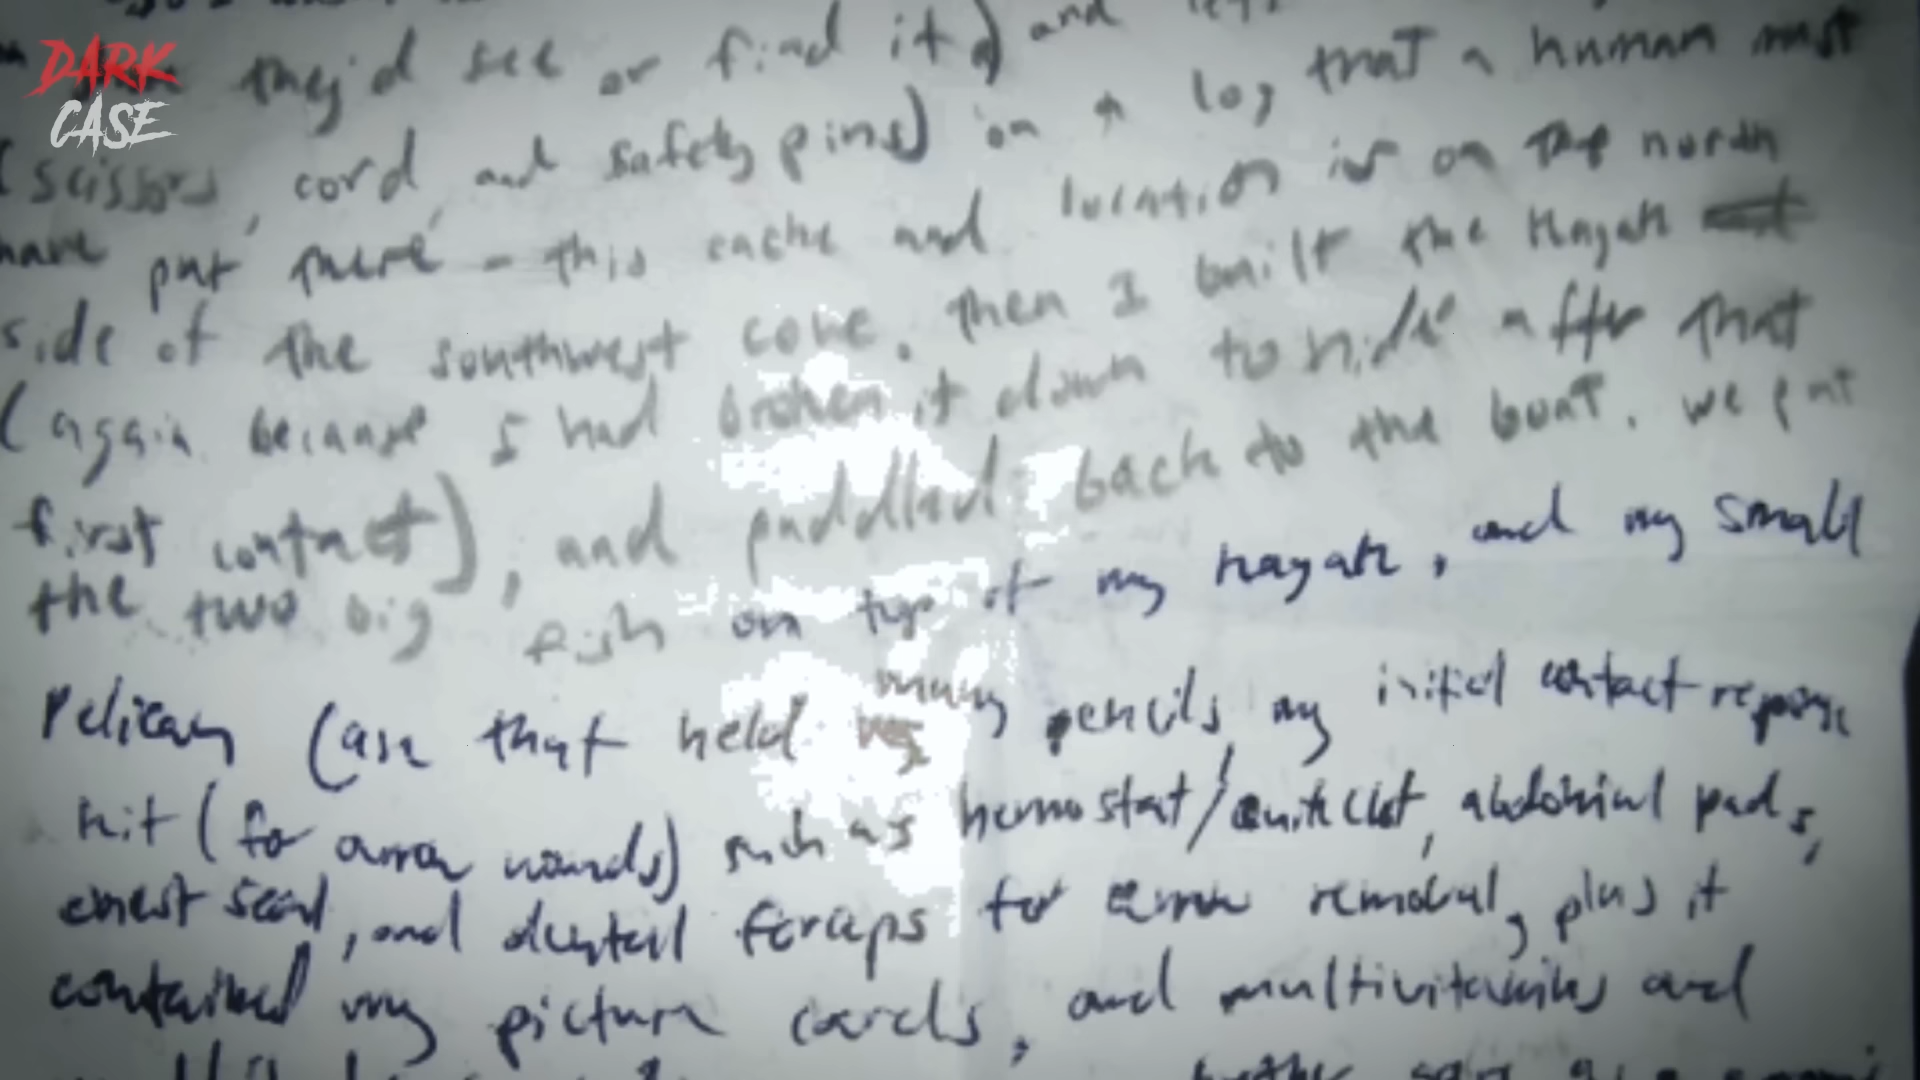 DARK
CASE
they'd see or find it) and
(scissors, cord, and safety pins) on a log that a human must
have put there - this cache and location is on the north
side of the southwest cove. Then I built the kayak
(again because I had broken it down to hide after that
first contact), and paddled back to the boat. we put
the two big fish on top of my kayak, and my small
Pelican Case that held many pencils, my initial contact response
kit (for arrow wounds) such as hemostat/quikclot, abdominal pads,
chest seal, and dental forceps for arrow removal, plus it
contained my picture cards, and multivitamins and